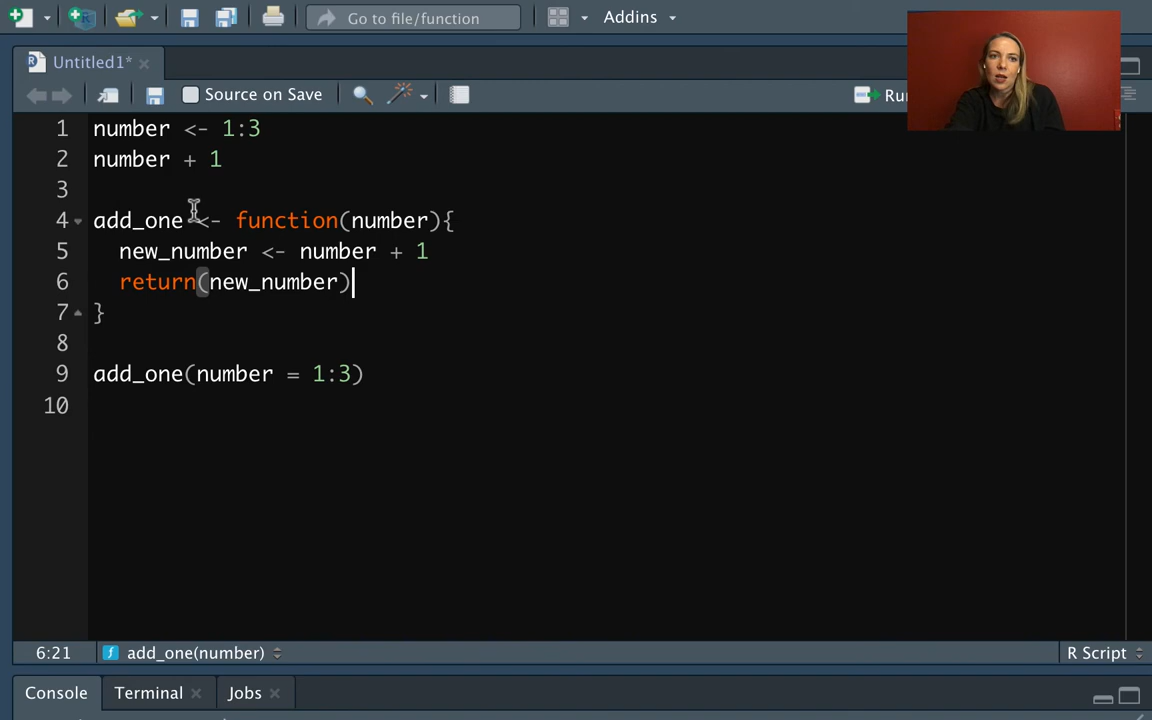 Go to file/function
Addins
Untitled1*
Source on Save
Run
1 number <- 1:3
2 number + 1
3
4 add_one <- function(number){
5 new_number <- number + 1
6 return(new_number)
7 }
8
9 add_one(number = 1:3)
10
6:21 add_one(number) R Script
Console Terminal Jobs